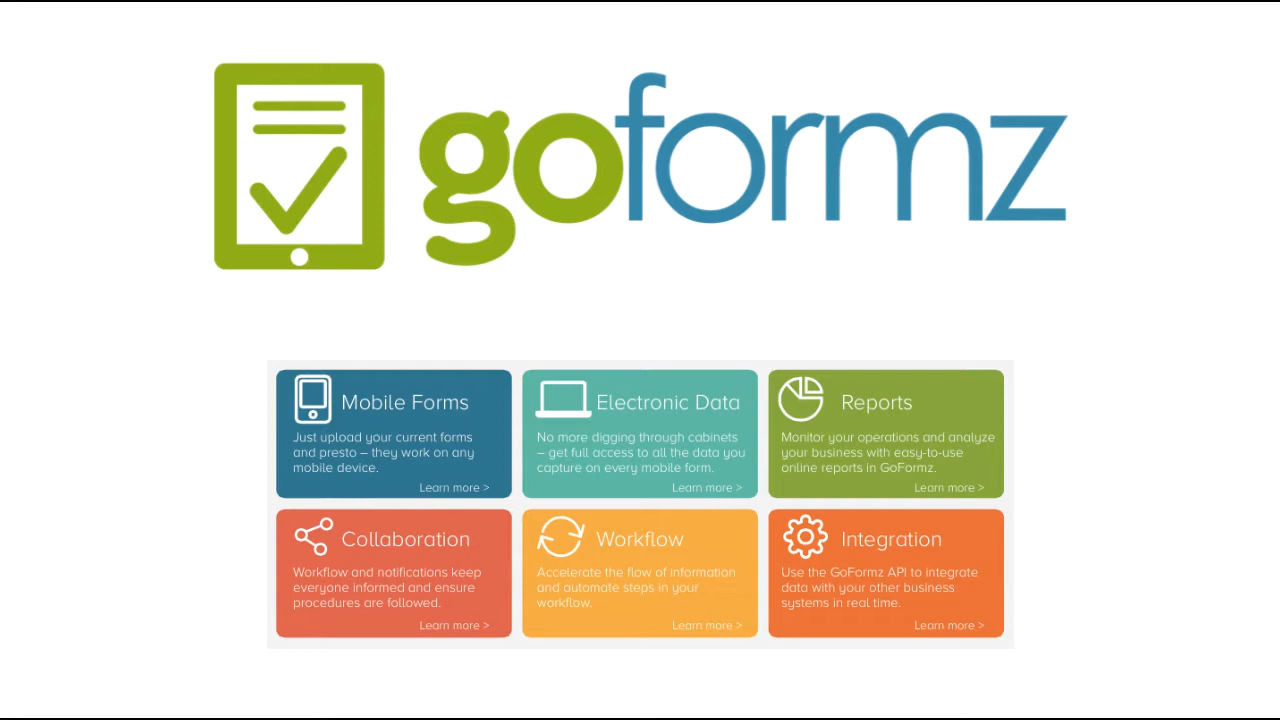 goformz
Mobile Forms
Just upload your current forms
and presto – they work on any
mobile device.
Learn more >
Electronic Data
No more digging through cabinets
– get full access to all the data you
capture on every mobile form.
Learn more >
Reports
Monitor your operations and analyze
your business with easy-to-use
online reports in GoFormz.
Learn more >
Collaboration
Workflow and notifications keep
everyone informed and ensure
procedures are followed.
Learn more >
Workflow
Accelerate the flow of information
and automate steps in your
workflow.
Learn more >
Integration
Use the GoFormz API to integrate
data with your other business
systems in real time.
Learn more >